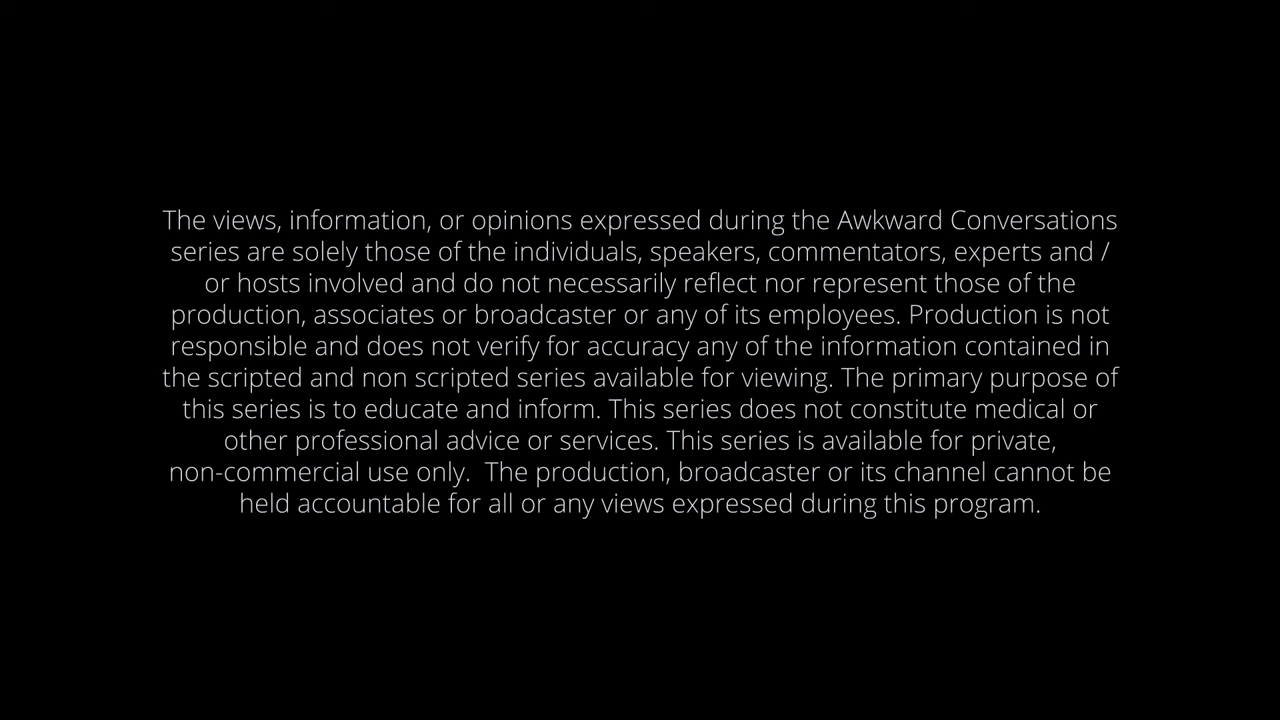 The views, information, or opinions expressed during the Awkward Conversations
series are solely those of the individuals, speakers, commentators, experts and /
or hosts involved and do not necessarily reflect nor represent those of the
production, associates or broadcaster or any of its employees. Production is not
responsible and does not verify for accuracy any of the information contained in
the scripted and non scripted series available for viewing. The primary purpose of
this series is to educate and inform. This series does not constitute medical or
other professional advice or services. This series is available for private,
non-commercial use only.  The production, broadcaster or its channel cannot be
held accountable for all or any views expressed during this program.